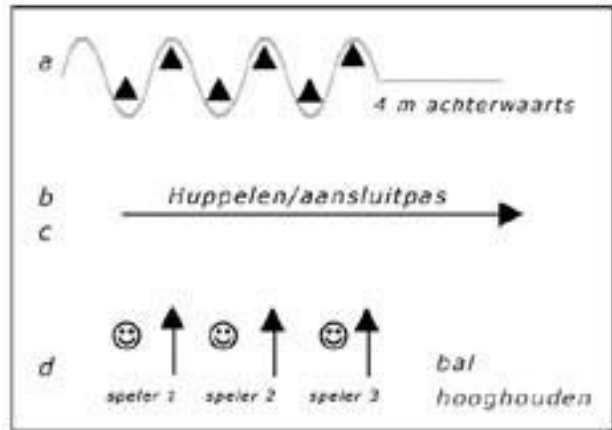 a
4 m achterwaarts
b
Huppelen/aansluitpas
c
d
speler 1 speler 2 speler 3
bal
hooghouden